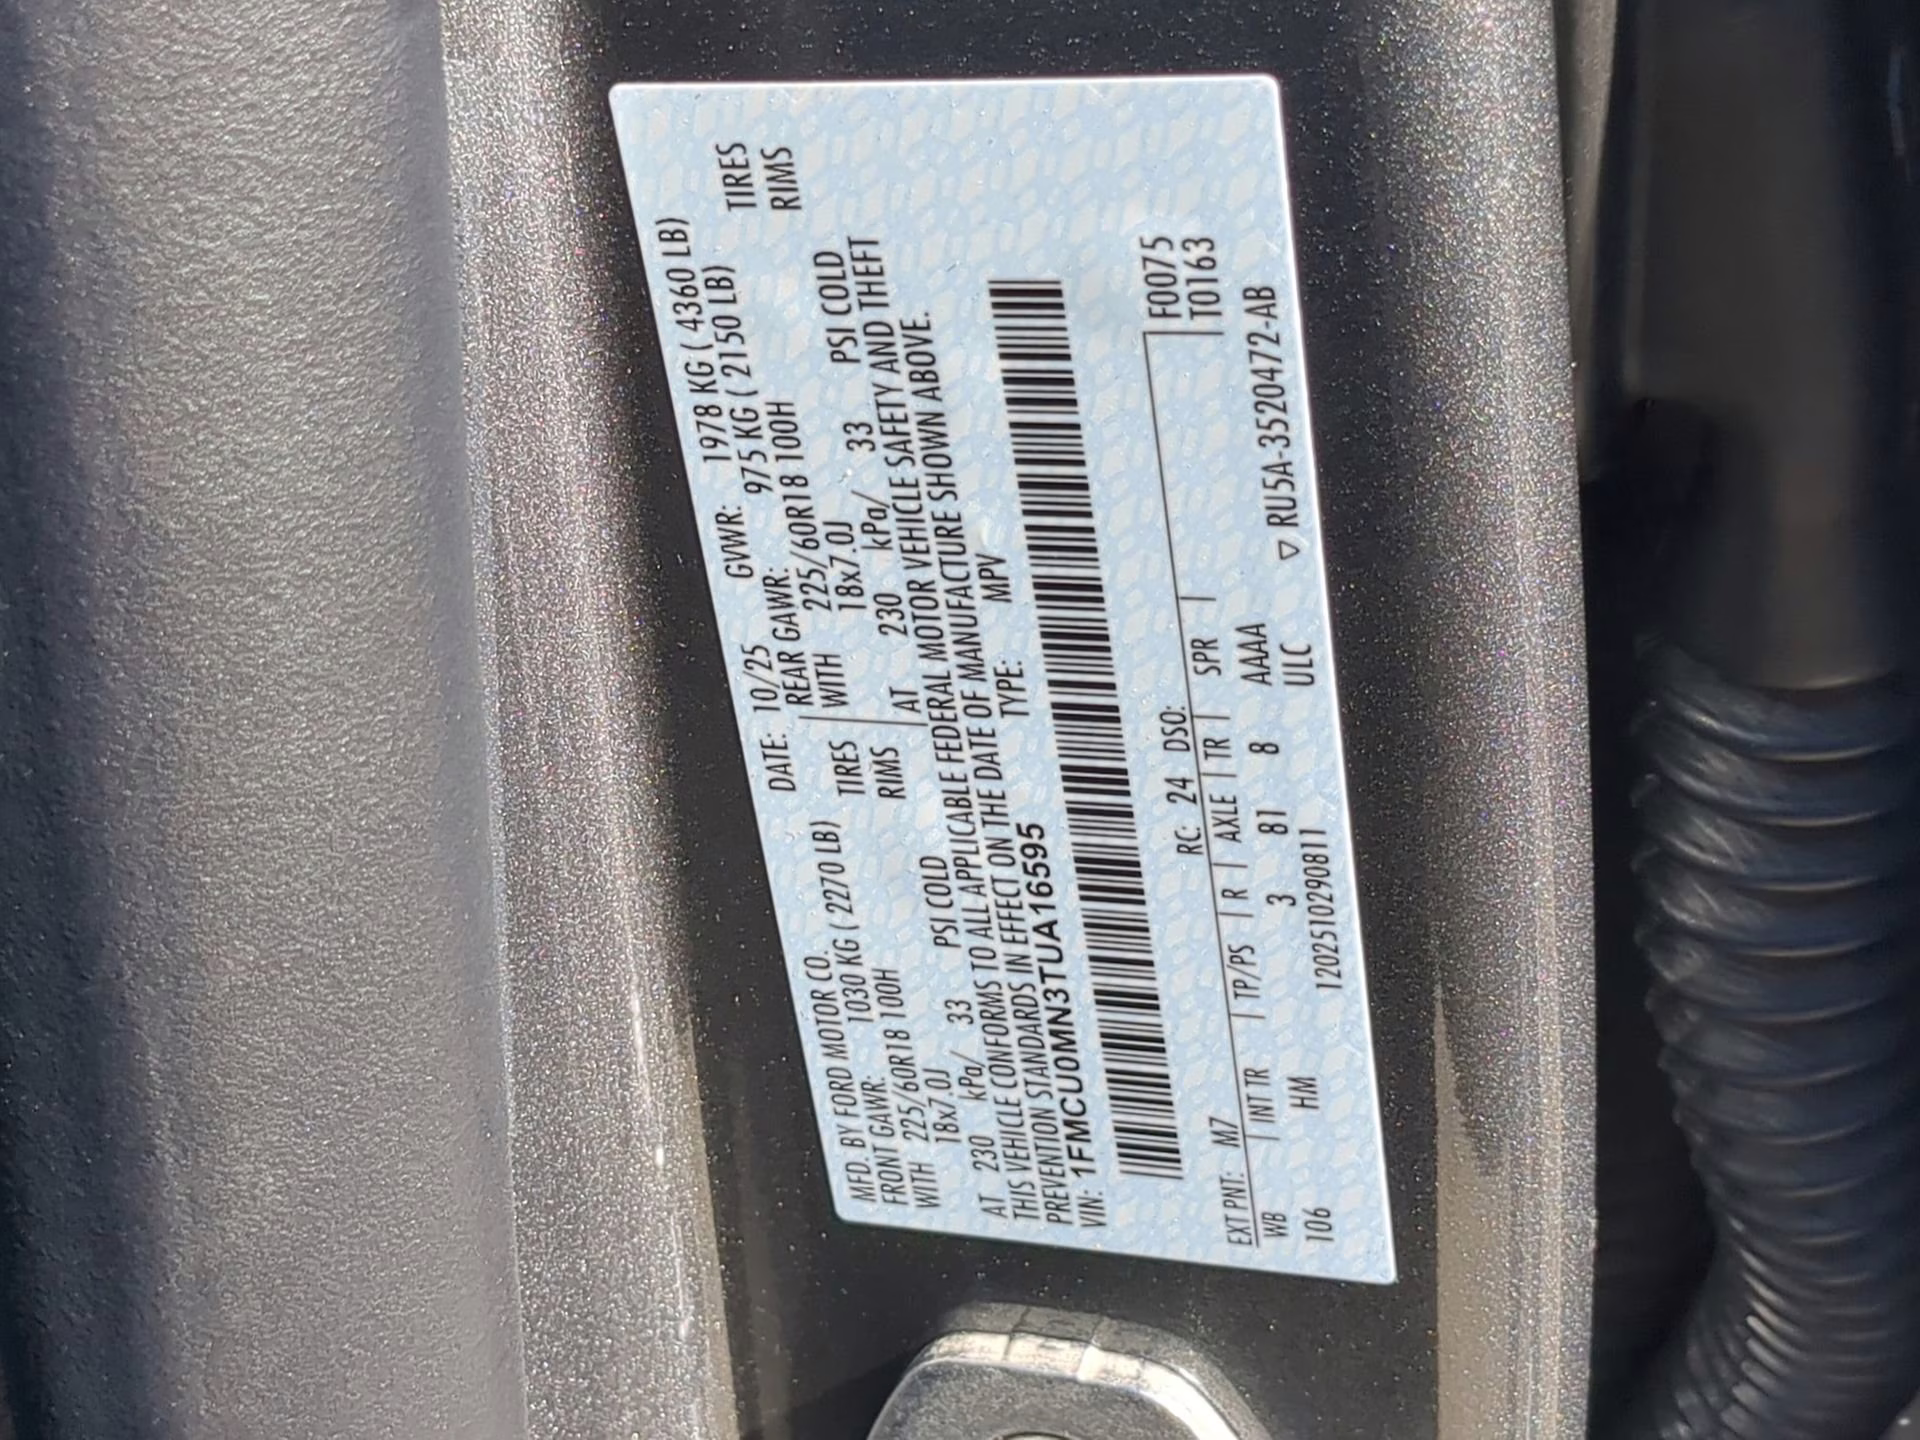 MFD. BY FORD MOTOR CO. DATE: 10/25 GVWR: 1978 KG ( 4360 LB)
FRONT GAWR: 1030 KG ( 2270 LB) REAR GAWR: 975 KG ( 2150 LB)
WITH 225/60R18 100H TIRES WITH 225/60R18 100H TIRES
18x7.0J RIMS 18x7.0J RIMS
AT 230 kPa/ 33 PSI COLD AT 230 kPa/ 33 PSI COLD
THIS VEHICLE CONFORMS TO ALL APPLICABLE FEDERAL MOTOR VEHICLE SAFETY AND THEFT
PREVENTION STANDARDS IN EFFECT ON THE DATE OF MANUFACTURE SHOWN ABOVE.
VIN: 1FMCU0MN3TUA16595 TYPE: MPV
EXT PNT: M7 RC: 24 DSO: F0075
WB | INT TR | TP/PS | R | AXLE | TR | SPR | T0163
106 HM 3 81 8 AAAA
12025102908​11 ULC ▽ RU5A-3520472-AB